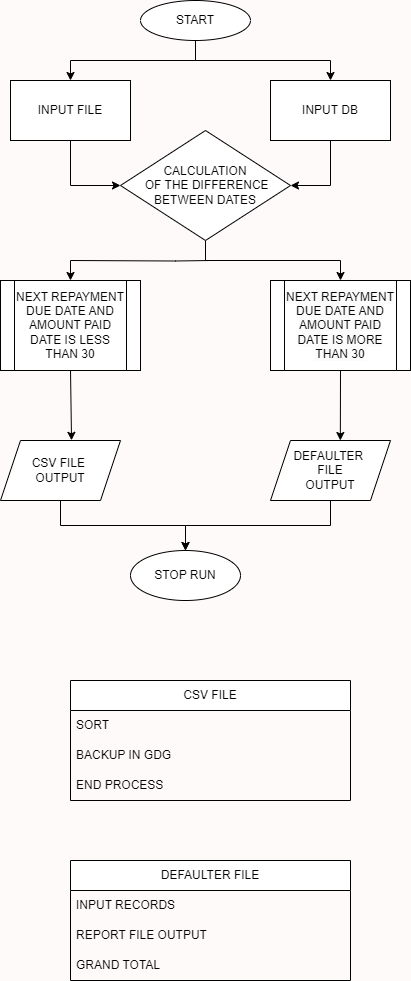 START
INPUT FILE
INPUT DB
CALCULATION
OF THE DIFFERENCE
BETWEEN DATES
NEXT REPAYMENT
DUE DATE AND
AMOUNT PAID
DATE IS LESS
THAN 30
NEXT REPAYMENT
DUE DATE AND
AMOUNT PAID
DATE IS MORE
THAN 30
CSV FILE
OUTPUT
DEFAULTER
FILE
OUTPUT
STOP RUN
CSV FILE
SORT
BACKUP IN GDG
END PROCESS
DEFAULTER FILE
INPUT RECORDS
REPORT FILE OUTPUT
GRAND TOTAL